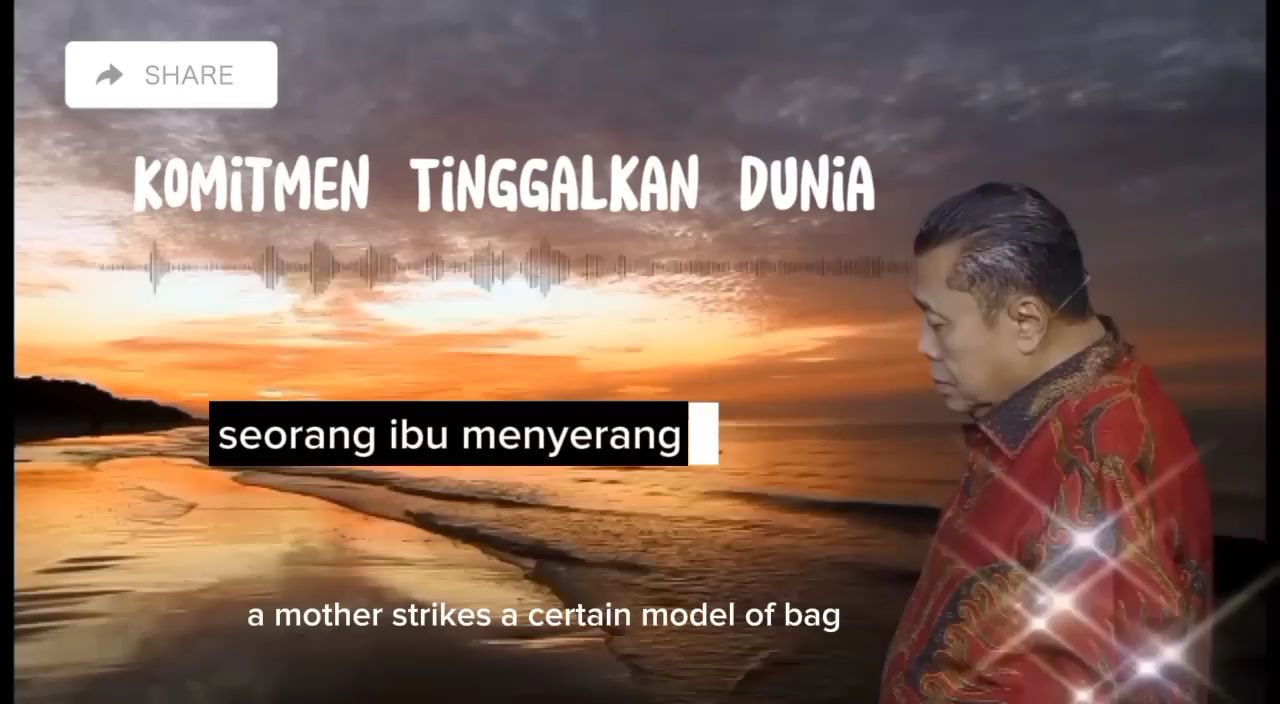 SHARE
KOMiTMEN TiNGGALKAN DUNiA
seorang ibu menyerang
a mother strikes a certain model of bag